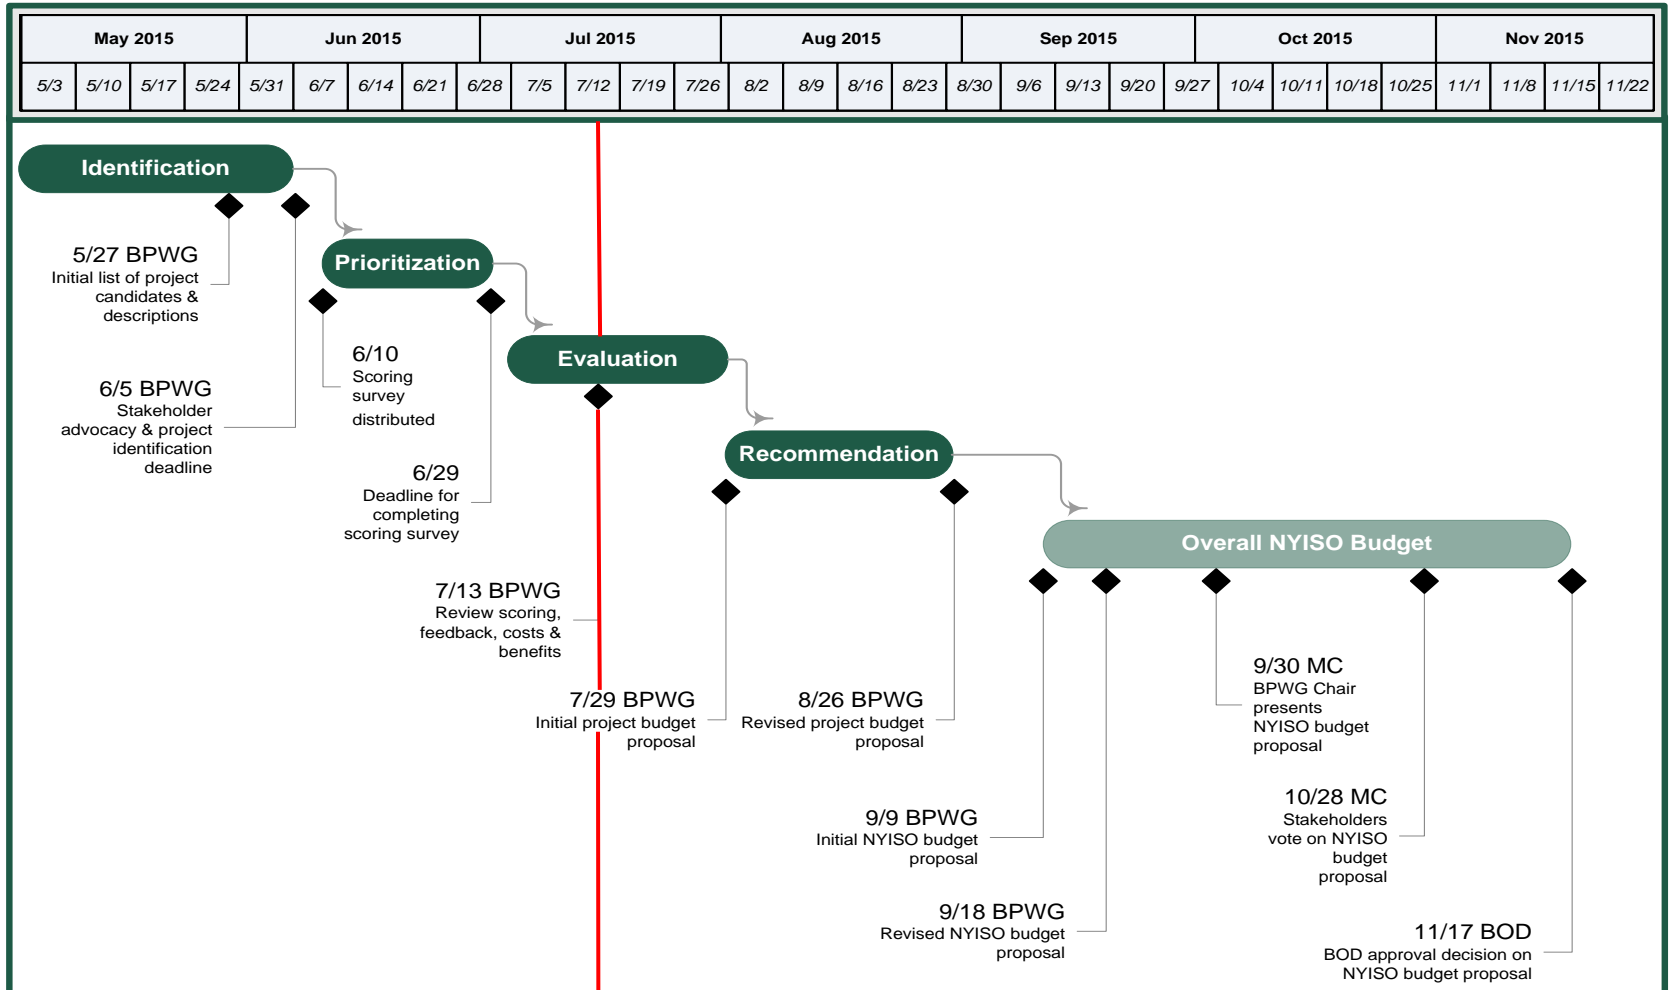 May 2015 Jun 2015 Jul 2015 Aug 2015 Sep 2015 Oct 2015 Nov 2015
5/3 5/10 5/17 5/24 5/31 6/7 6/14 6/21 6/28 7/5 7/12 7/19 7/26 8/2 8/9 8/16 8/23 8/30 9/6 9/13 9/20 9/27 10/4 10/11 10/18 10/25 11/1 11/8 11/15 11/22
Identification
5/27 BPWG
Initial list of project
candidates &
descriptions
6/5 BPWG
Stakeholder
advocacy & project
identification
deadline
Prioritization
6/10
Scoring
survey
distributed
6/29
Deadline for
completing
scoring survey
Evaluation
7/13 BPWG
Review scoring,
feedback, costs &
benefits
Recommendation
7/29 BPWG
Initial project budget
proposal
8/26 BPWG
Revised project budget
proposal
Overall NYISO Budget
9/9 BPWG
Initial NYISO budget
proposal
9/18 BPWG
Revised NYISO budget
proposal
9/30 MC
BPWG Chair
presents
NYISO budget
proposal
10/28 MC
Stakeholders
vote on NYISO
budget
proposal
11/17 BOD
BOD approval decision on
NYISO budget proposal